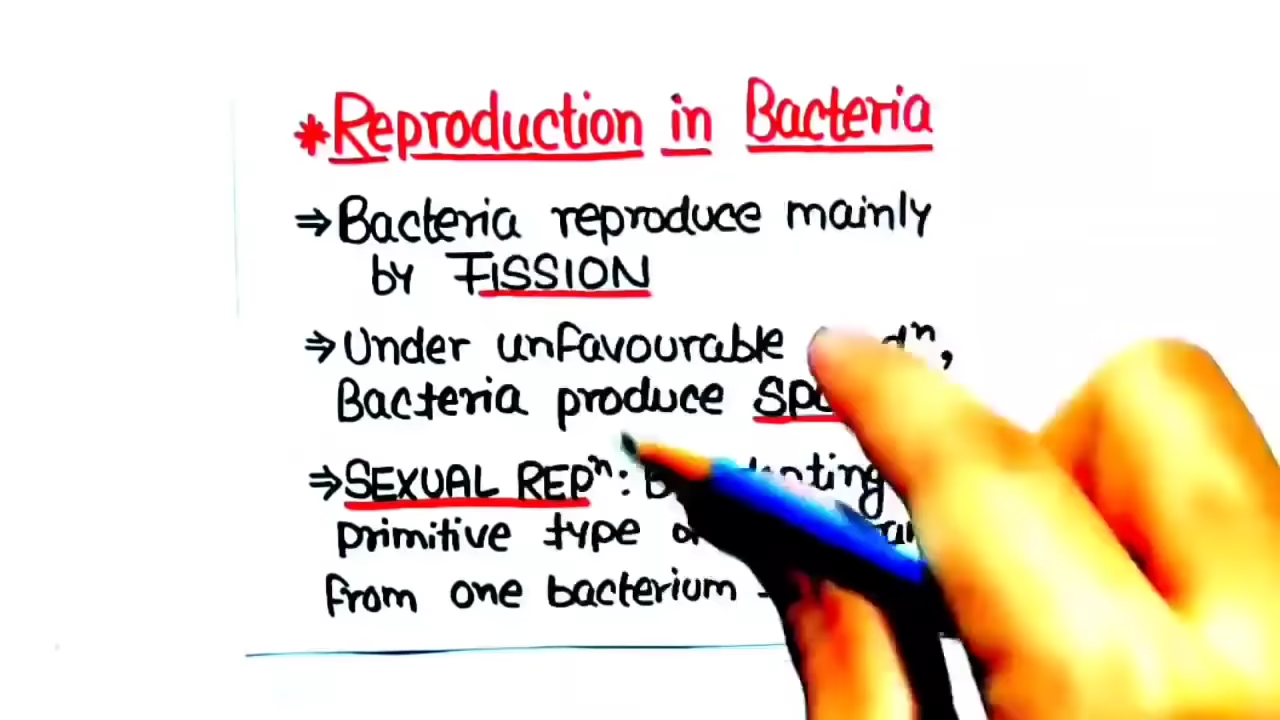 *Reproduction in Bacteria
⇒ Bacteria reproduce mainly
by FISSION
⇒ Under unfavourable
Bacteria produce
⇒ SEXUAL REPⁿ:
primitive type
from one bacterium